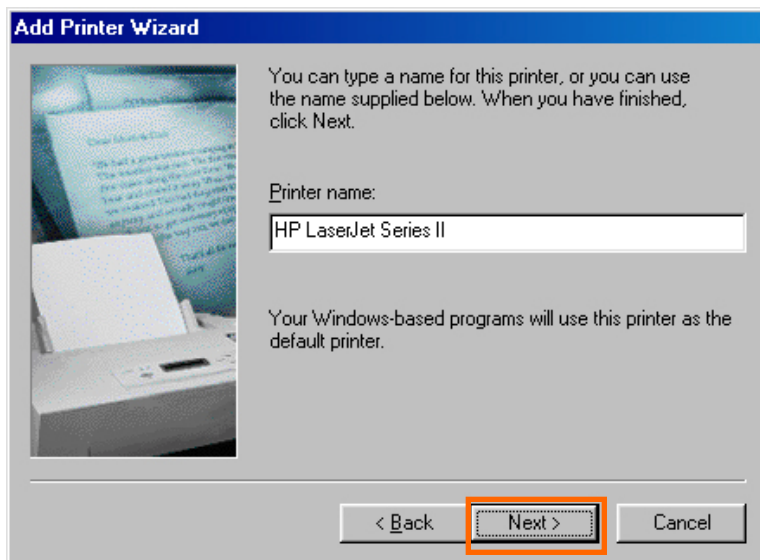 Add Printer Wizard
You can type a name for this printer, or you can use
the name supplied below. When you have finished,
click Next.
Printer name:
HP LaserJet Series II
Your Windows-based programs will use this printer as the
default printer.
< Back
Next >
Cancel